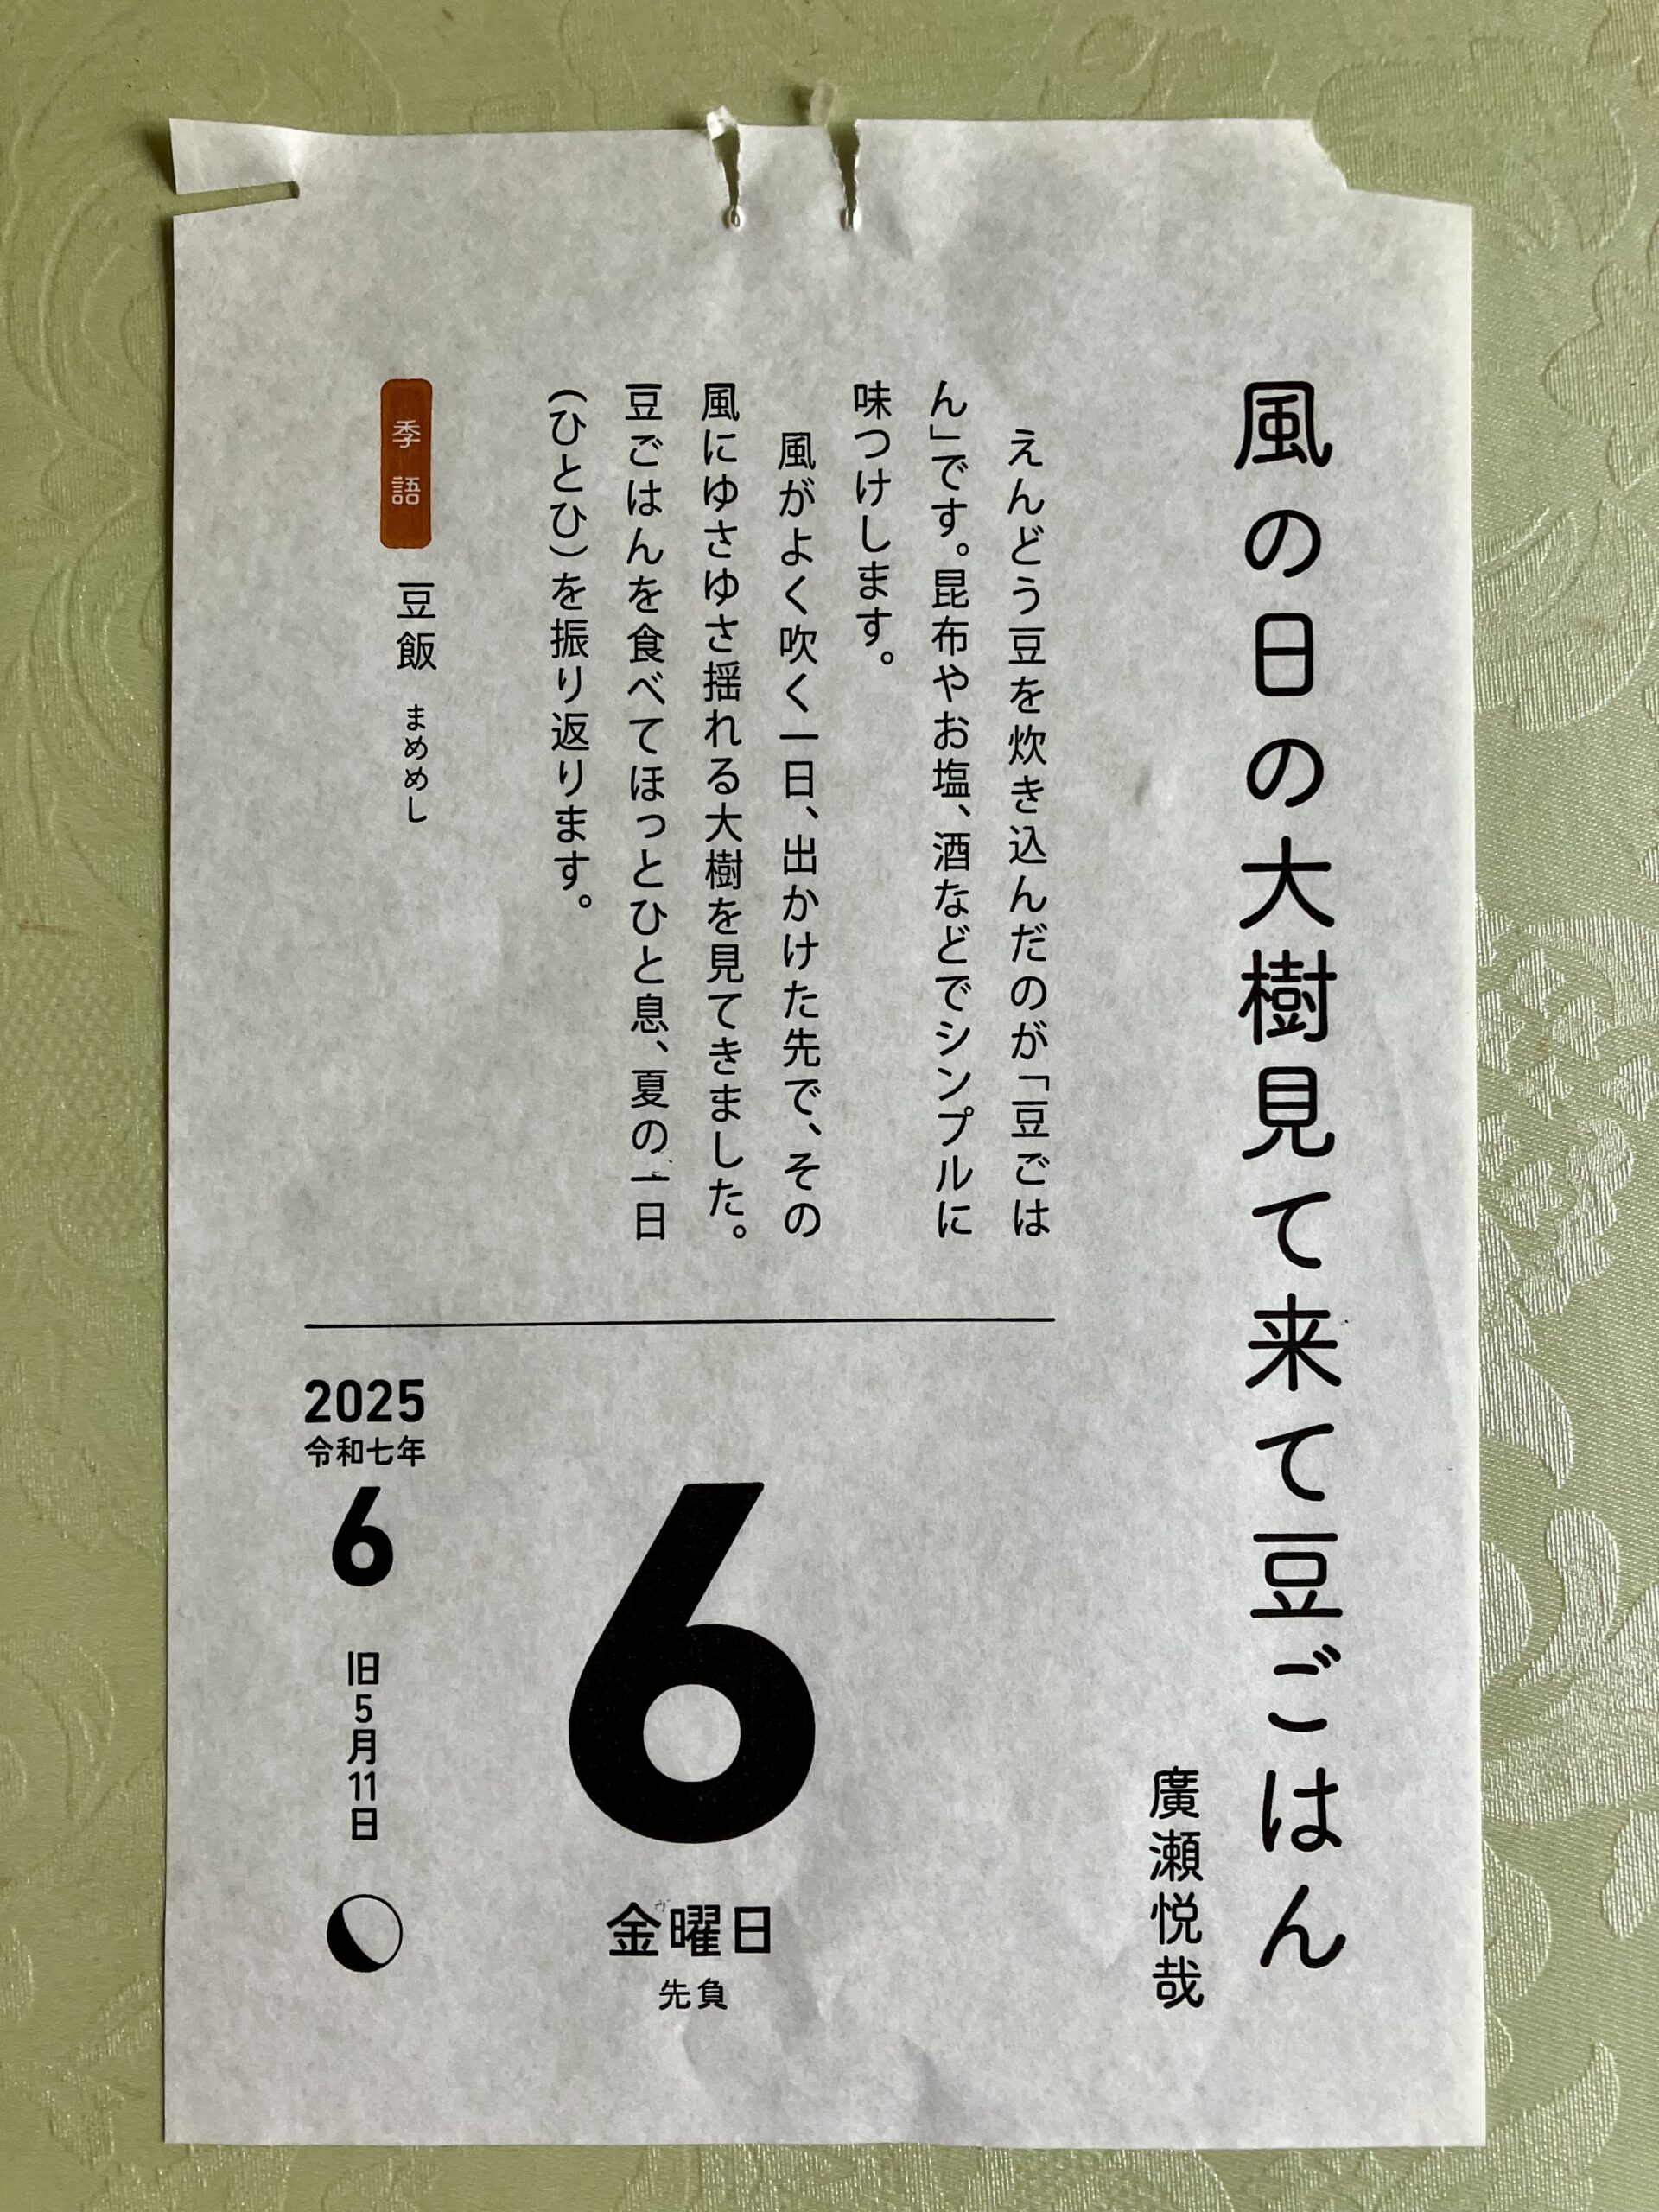 風の日の大樹見て来て豆ごはん
廣瀬悦哉
えんどう豆を炊き込んだのが「豆ごは
ん」です。昆布やお塩、酒などでシンプルに
味つけします。
風がよく吹く一日、出かけた先で、その
風にゆさゆさ揺れる大樹を見てきました。
豆ごはんを食べてほっとひと息、夏の一日
(ひとひ)を振り返ります。
季語
豆飯 まめめし
2025
令和七年
6
旧5月11日
6
金曜日
先負